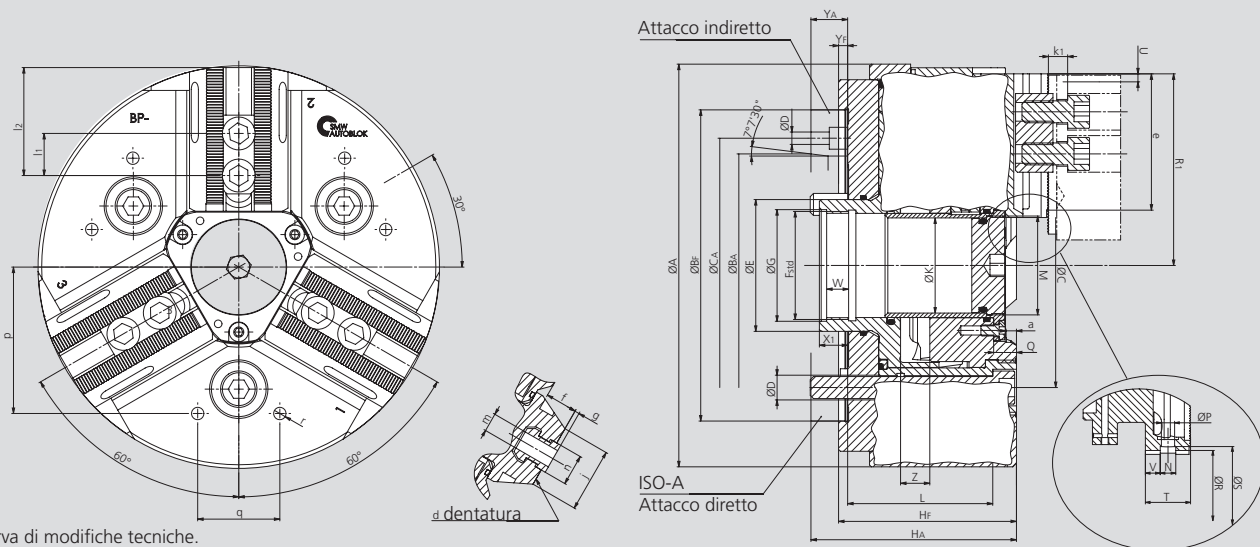 BP-
2
SMW
AUTOBLOK
l2
l1
30°
3
p
1
r
60°
60°
q
m
f
g
n
j
d dentatura
rva di modifiche tecniche.
Attacco indiretto
YA
YF
ØD
7°7'30"
k1
U
e
R1
ØA
ØBF
ØCA
ØBA
ØE
ØG
Fstd
W
ØK
M
ØC
X1
a
Q
ØD
Z
L
HF
HA
ISO-A
Attacco diretto
ØP
V
N
T
ØR
ØS